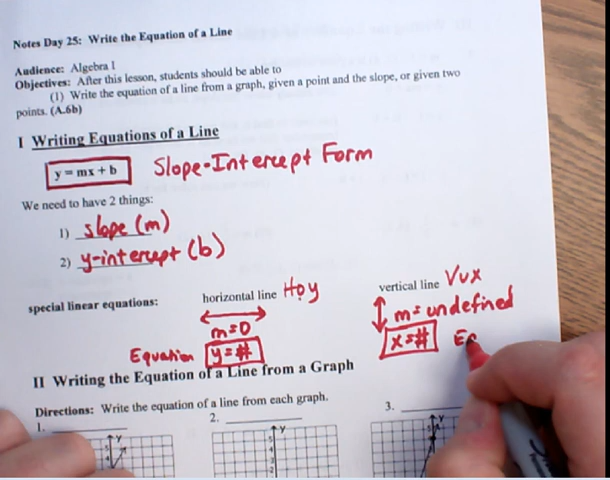 Notes Day 25: Write the Equation of a Line
Audience: Algebra 1
Objectives: After this lesson, students should be able to
(1) Write the equation of a line from a graph, given a point and the slope, or given two
points. (A.6b)
I Writing Equations of a Line
y = mx + b Slope-Intercept Form
We need to have 2 things:
1) slope (m)
2) y-intercept (b)
special linear equations: horizontal line Hoy vertical line Vux
m=0 m=undefined
Equation y=# x=# Eq
II Writing the Equation of a Line from a Graph
Directions: Write the equation of a line from each graph.
1. 2. 3.
y y y